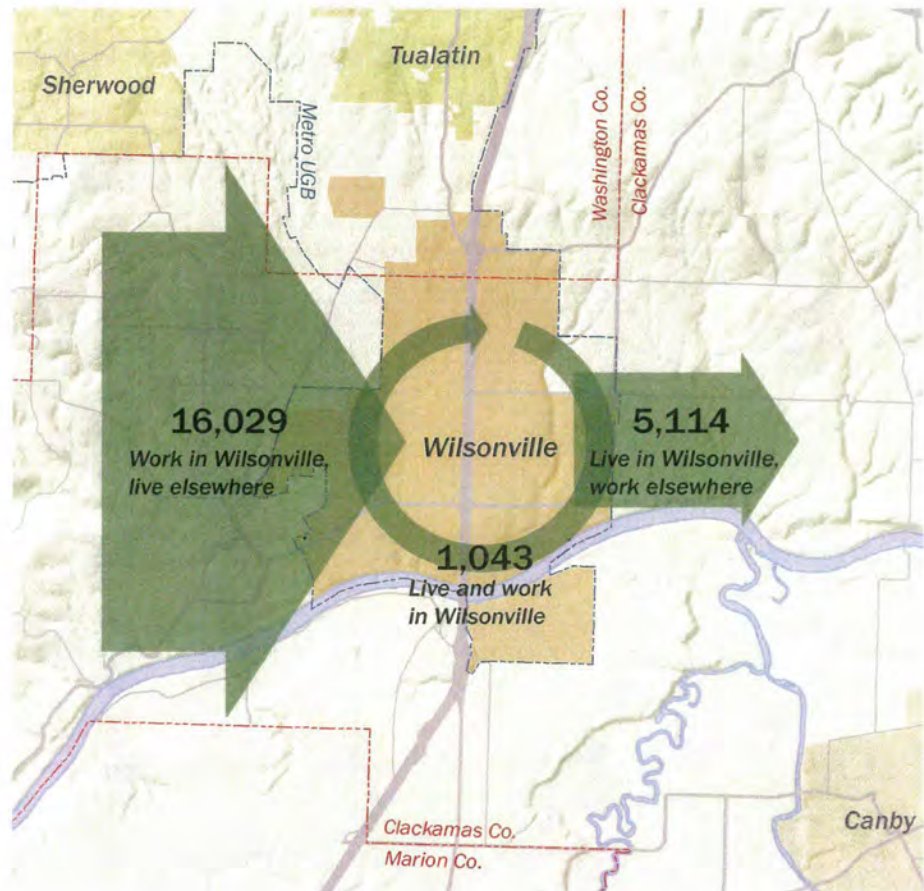 Tualatin
Sherwood
Metro UGB
Washington Co.
Clackamas Co.
16,029
Work in Wilsonville,
live elsewhere
Wilsonville
5,114
Live in Wilsonville,
work elsewhere
1,043
Live and work
in Wilsonville
Clackamas Co.
Marion Co.
Canby